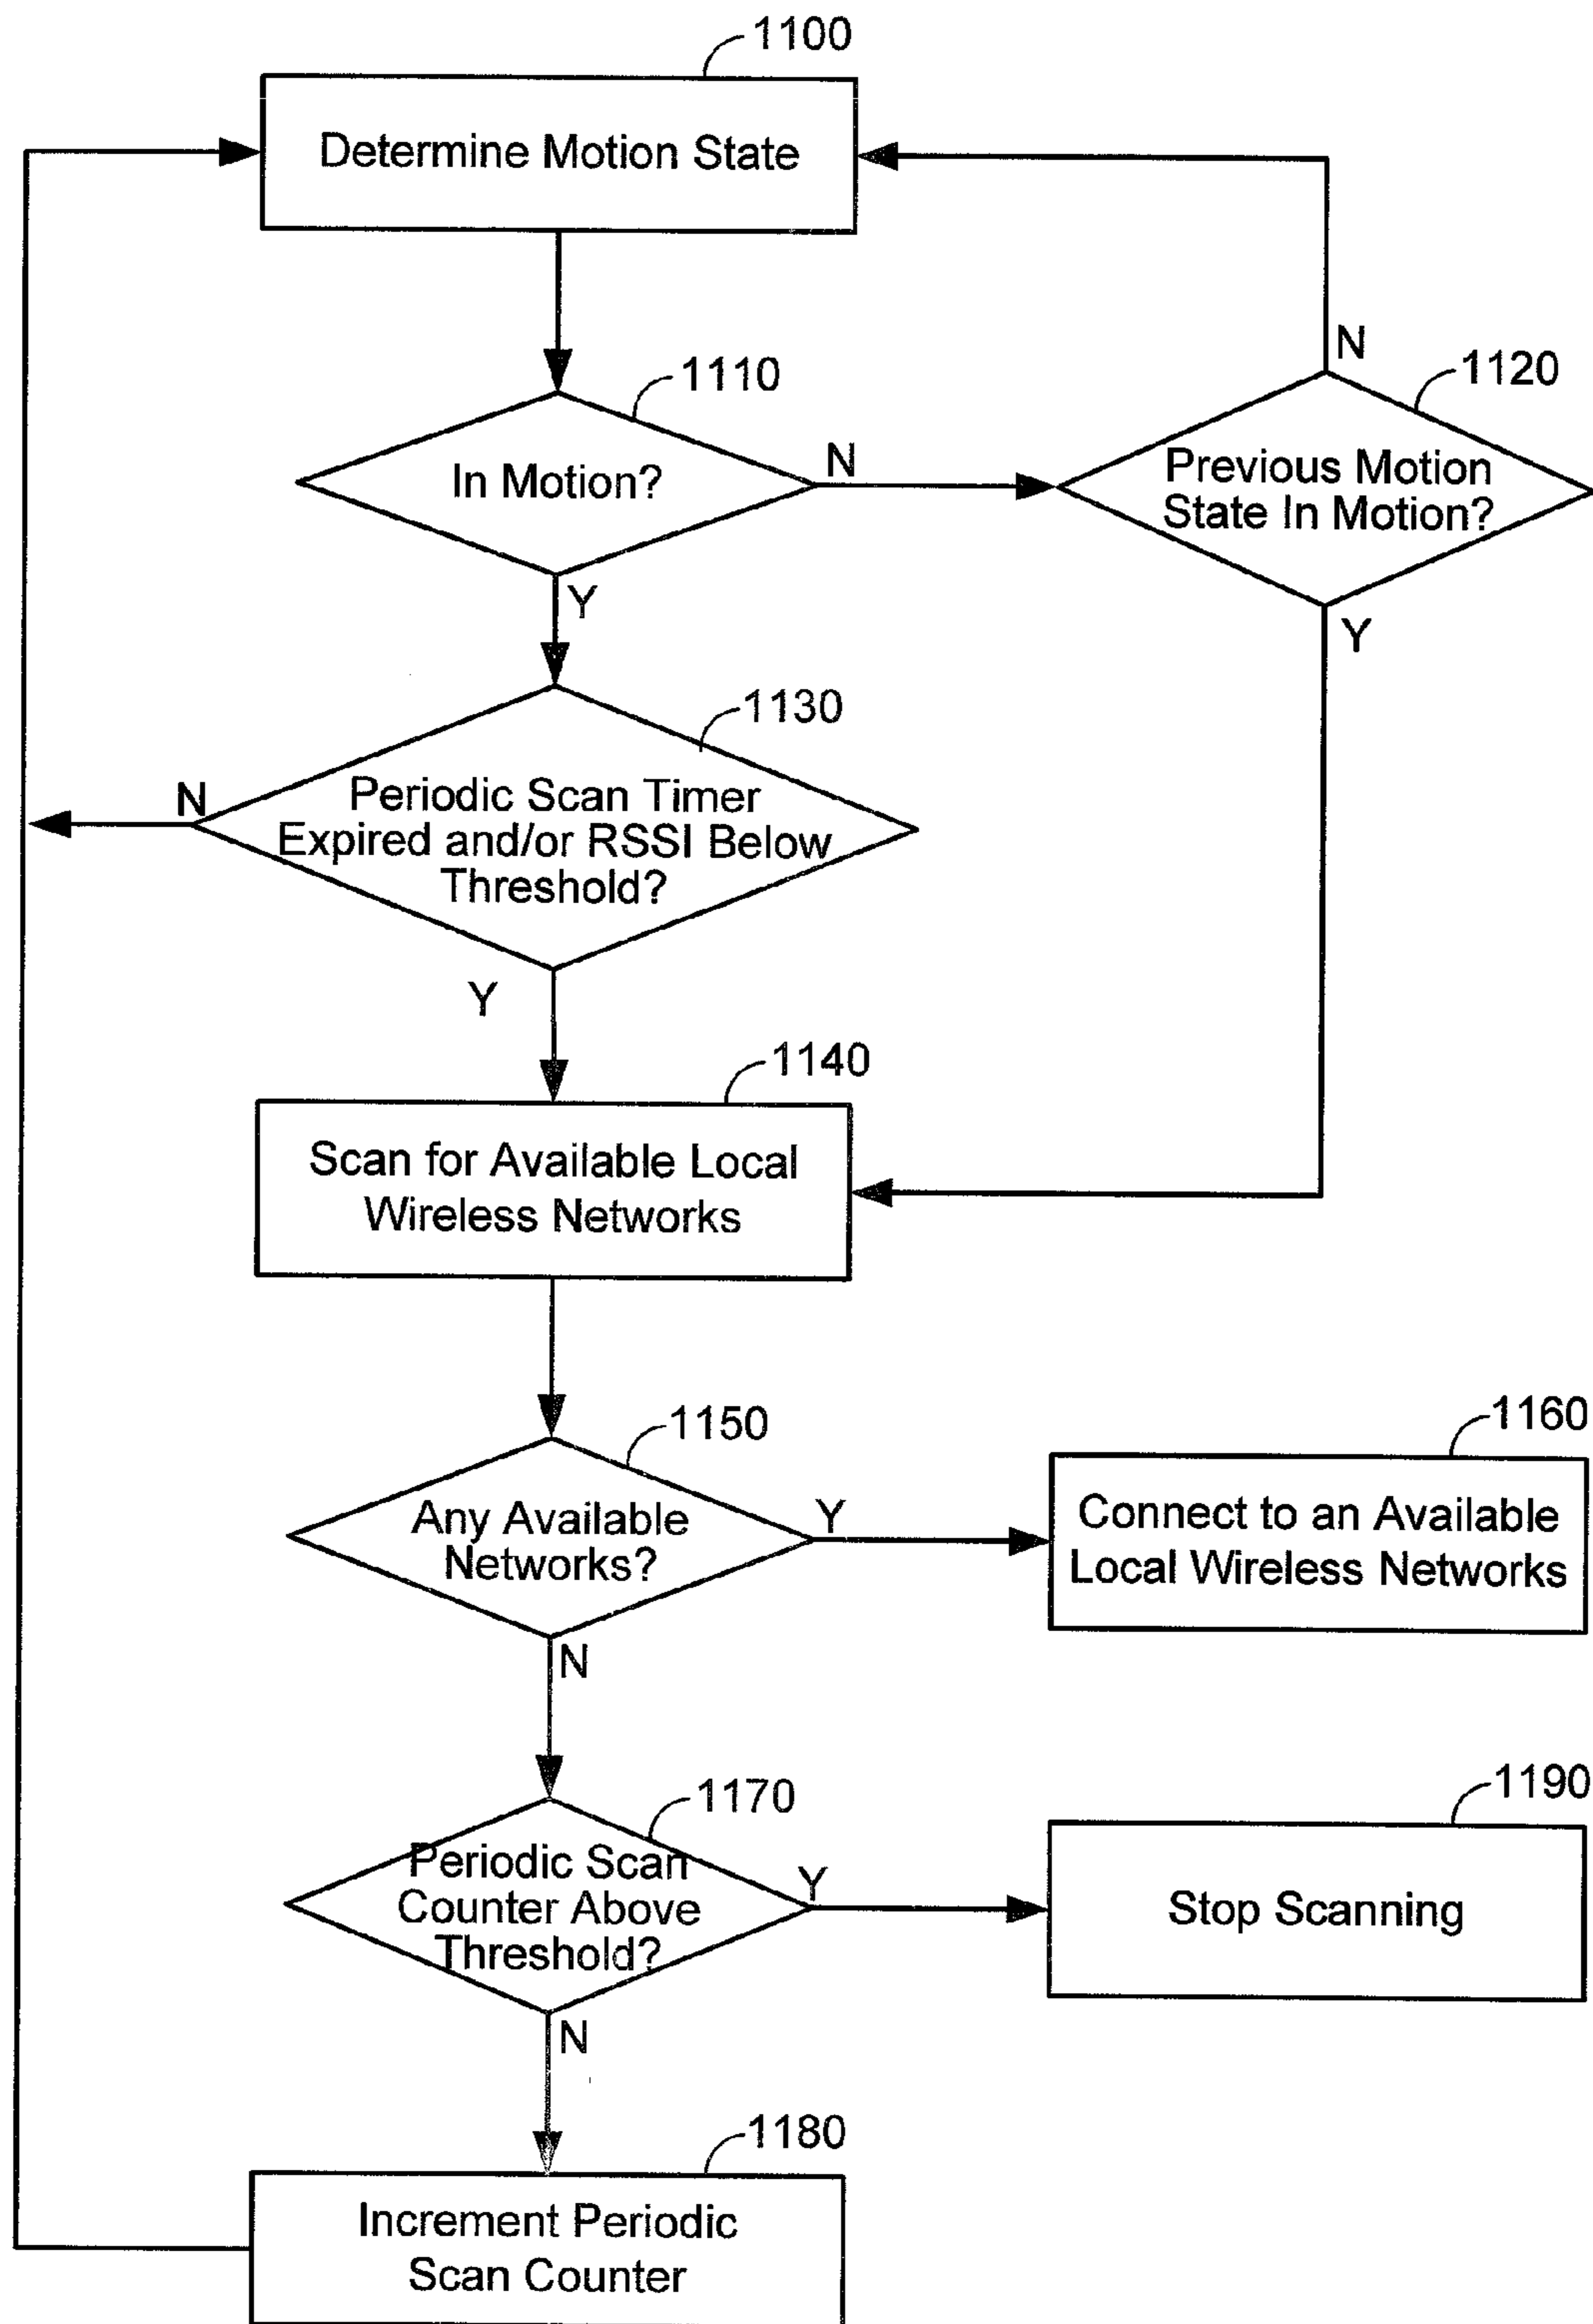 1100
Determine Motion State
1110
In Motion?
N
Y
N
1120
Previous Motion
State In Motion?
Y
1130
Periodic Scan Timer
Expired and/or RSSI Below
Threshold?
N
Y
1140
Scan for Available Local
Wireless Networks
1150
Any Available
Networks?
Y
N
1160
Connect to an Available
Local Wireless Networks
1170
Periodic Scan
Counter Above
Threshold?
Y
N
1190
Stop Scanning
1180
Increment Periodic
Scan Counter